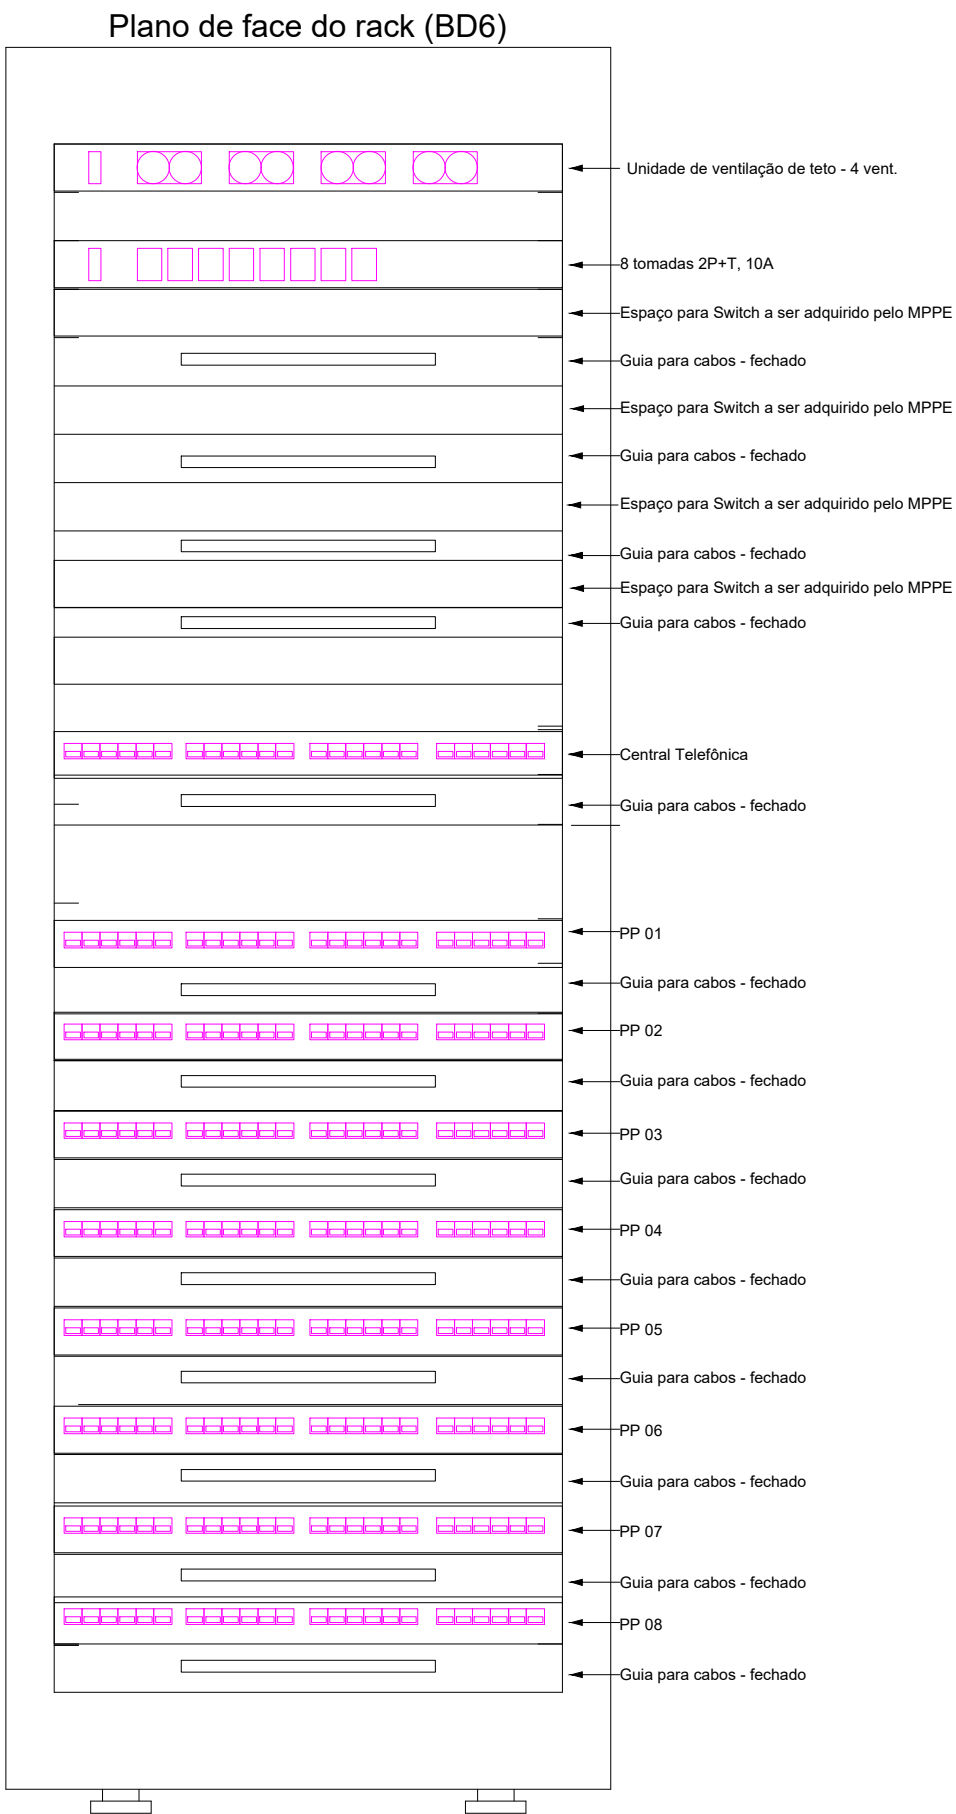 Plano de face do rack (BD6)
Unidade de ventilação de teto - 4 vent.
8 tomadas 2P+T, 10A
Espaço para Switch a ser adquirido pelo MPPE
Guia para cabos - fechado
Espaço para Switch a ser adquirido pelo MPPE
Guia para cabos - fechado
Espaço para Switch a ser adquirido pelo MPPE
Guia para cabos - fechado
Espaço para Switch a ser adquirido pelo MPPE
Guia para cabos - fechado
Central Telefônica
Guia para cabos - fechado
PP 01
Guia para cabos - fechado
PP 02
Guia para cabos - fechado
PP 03
Guia para cabos - fechado
PP 04
Guia para cabos - fechado
PP 05
Guia para cabos - fechado
PP 06
Guia para cabos - fechado
PP 07
Guia para cabos - fechado
PP 08
Guia para cabos - fechado